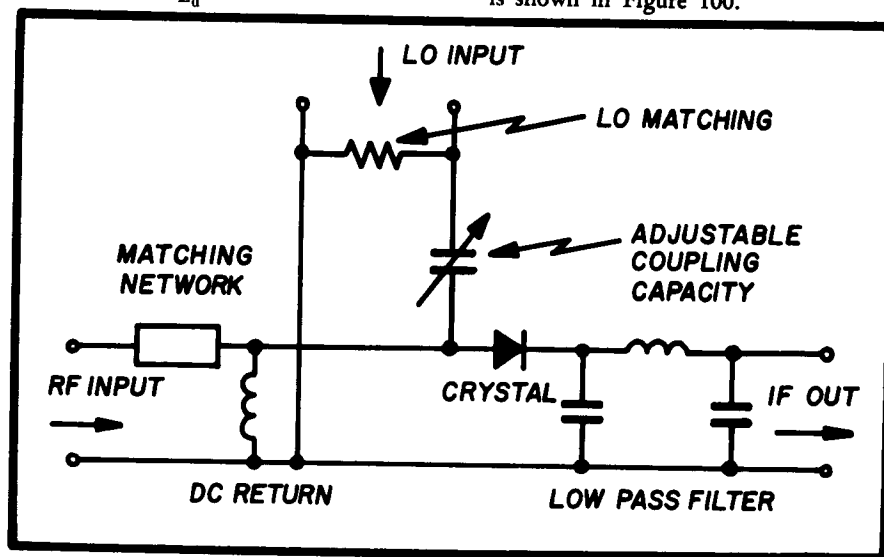 is shown in Figure 100.
LO INPUT
LO MATCHING
ADJUSTABLE
COUPLING
CAPACITY
MATCHING
NETWORK
RF INPUT
CRYSTAL
IF OUT
DC RETURN
LOW PASS FILTER